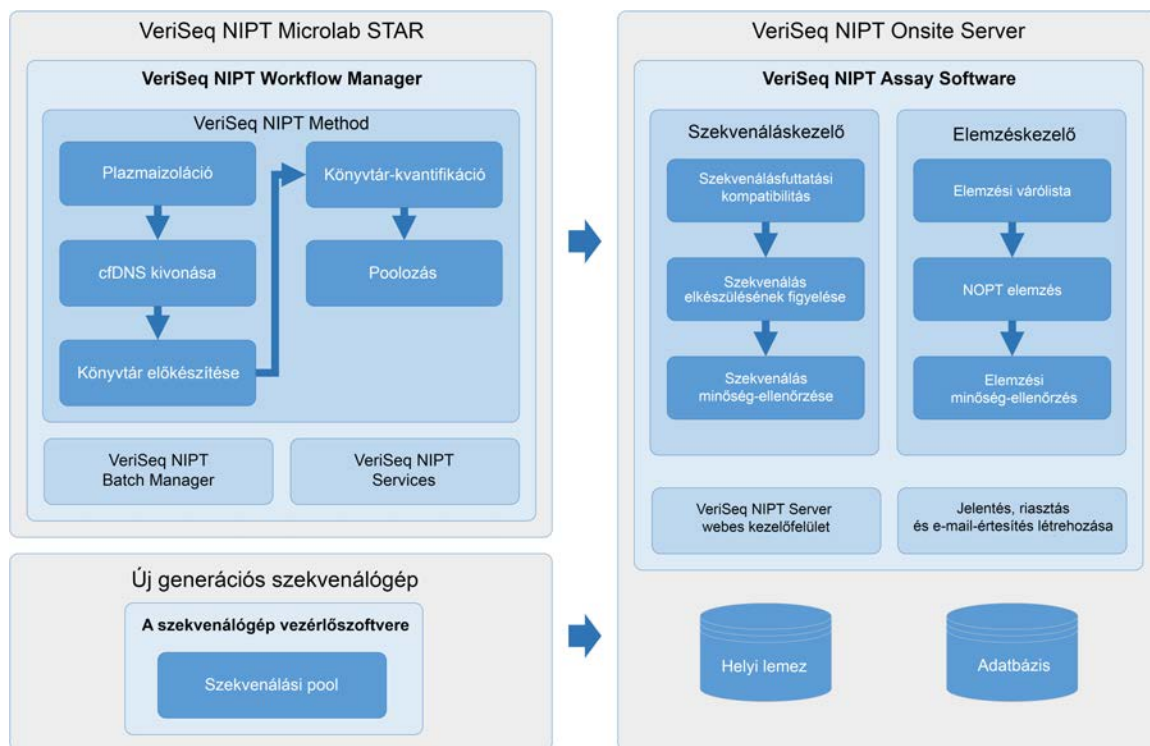 VeriSeq NIPT Microlab STAR
VeriSeq NIPT Workflow Manager
VeriSeq NIPT Method
Plazmaizoláció
cfDNS kivonása
Könyvtár előkészítése
Könyvtár-kvantifikáció
Poolozás
VeriSeq NIPT
Batch Manager
VeriSeq NIPT
Services
Új generációs szekvenálógép
A szekvenálógép vezérlőszoftvere
Szekvenálási pool
VeriSeq NIPT Onsite Server
VeriSeq NIPT Assay Software
Szekvenáláskezelő
Szekvenálásfuttatási
kompatibilitás
Szekvenálás
elkészülésének figyelése
Szekvenálás
minőség-ellenőrzése
Elemzéskezelő
Elemzési várólista
NOPT elemzés
Elemzési
minőség-ellenőrzés
VeriSeq NIPT Server
webes kezelőfelület
Jelentés, riasztás
és e-mail-értesítés létrehozása
Helyi lemez
Adatbázis